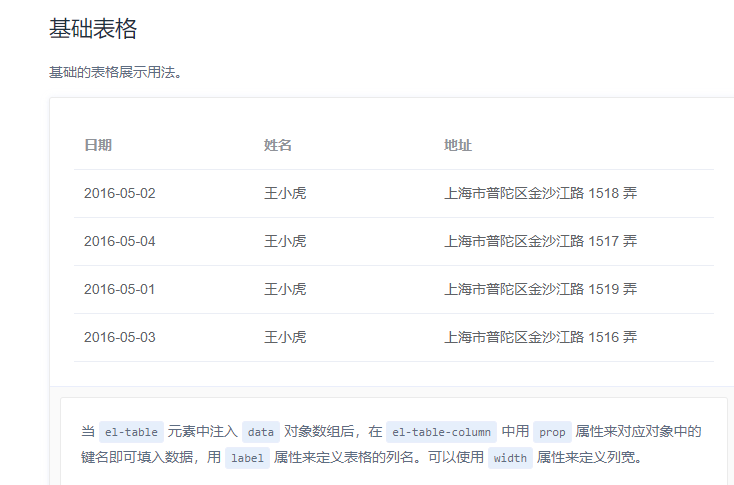 基础表格
基础的表格展示用法。
日期 姓名 地址
2016-05-02 王小虎 上海市普陀区金沙江路 1518 弄
2016-05-04 王小虎 上海市普陀区金沙江路 1517 弄
2016-05-01 王小虎 上海市普陀区金沙江路 1519 弄
2016-05-03 王小虎 上海市普陀区金沙江路 1516 弄
当 el-table 元素中注入 data 对象数组后，在 el-table-column 中用 prop 属性来对应对象中的
键名即可填入数据，用 label 属性来定义表格的列名。可以使用 width 属性来定义列宽。